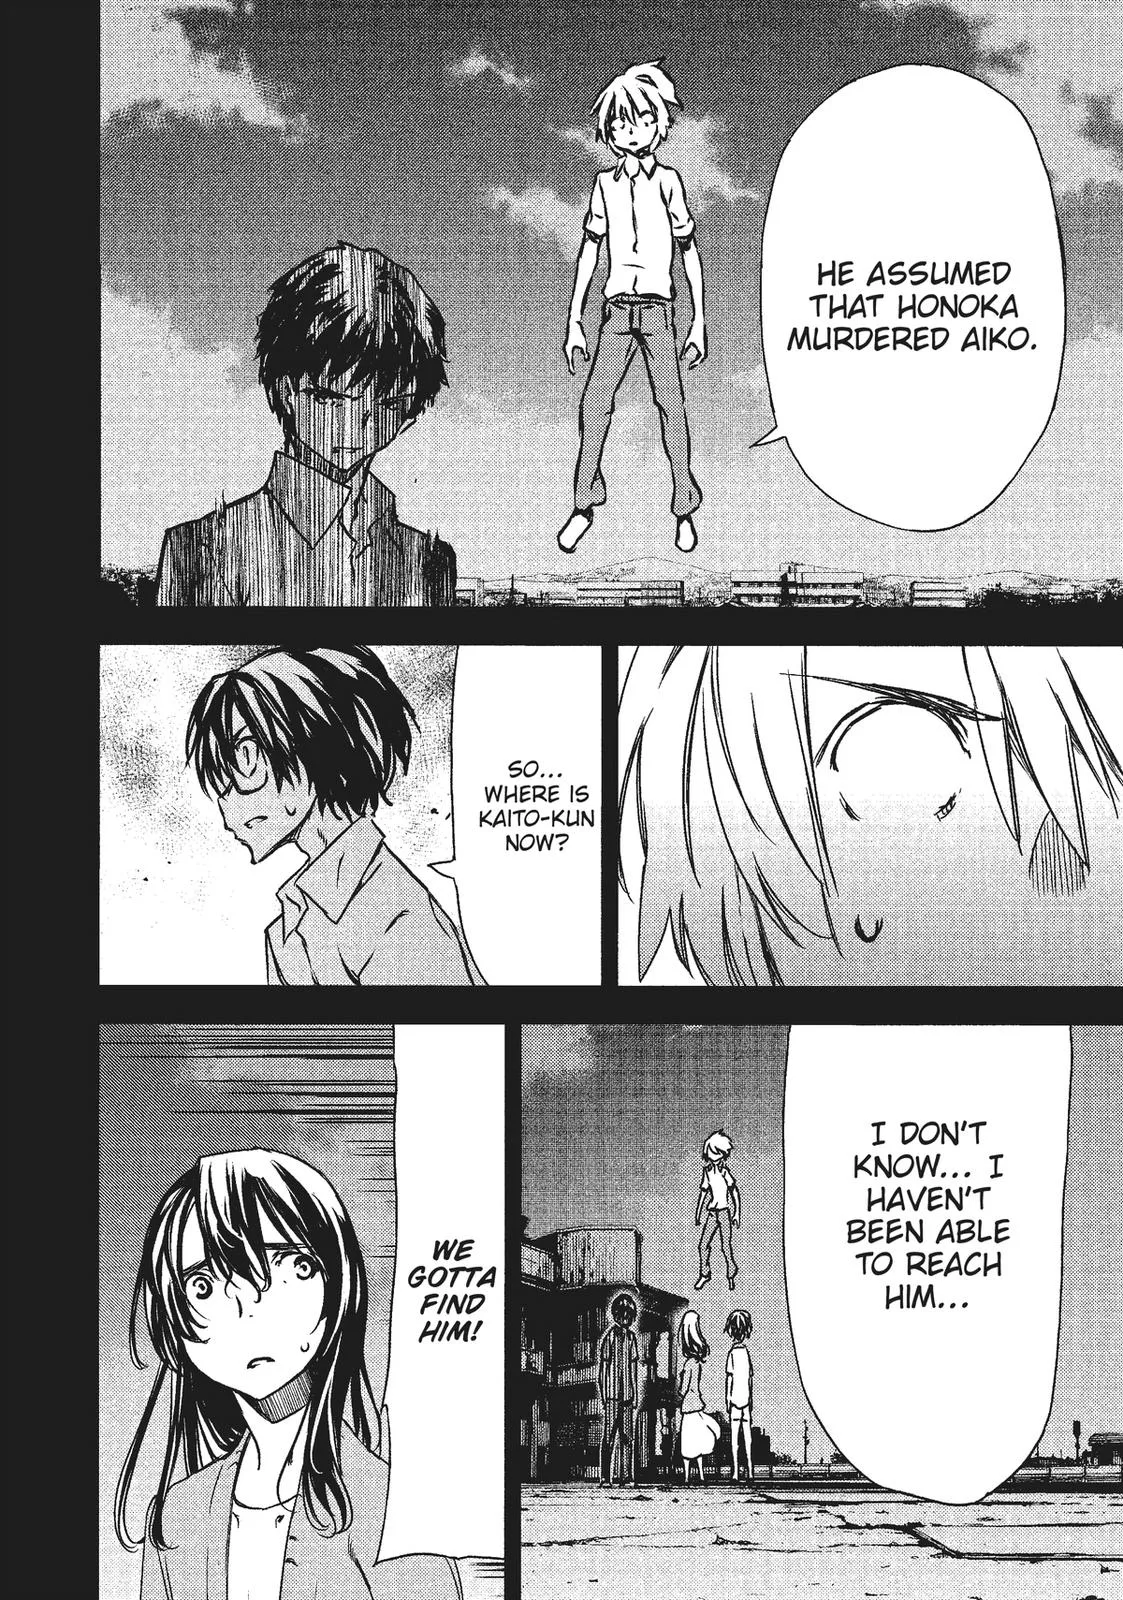 HE ASSUMED
THAT HONOKA
MURDERED AIKO.
SO...
WHERE IS
KAITO-KUN
NOW?
I DON'T
KNOW... I
HAVEN'T
BEEN ABLE
TO REACH
HIM...
WE
GOTTA
FIND
HIM!